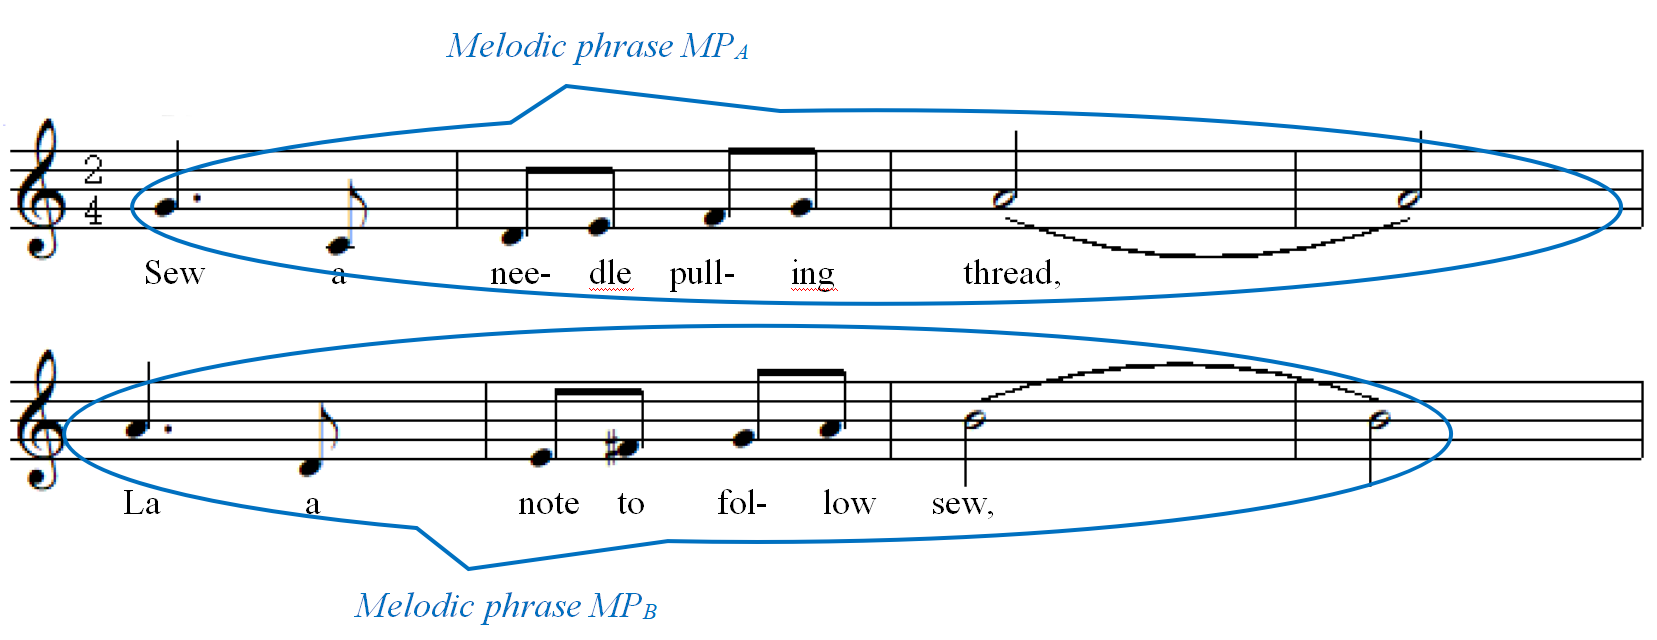 Melodic phrase MPA
2
4
Sew a nee- dle pull- ing thread,
La a note to fol- low sew,
Melodic phrase MPB